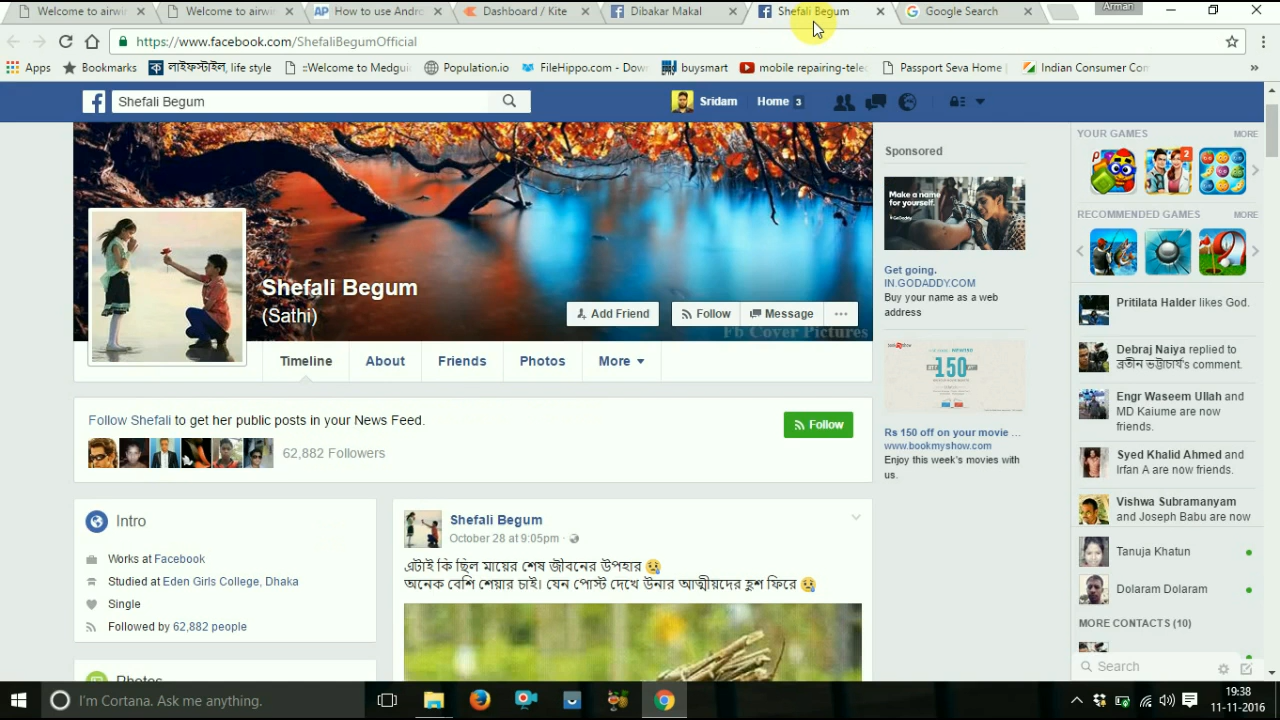 Welcome to airwin
Welcome to airwin
AP How to use Andro
Dashboard / Kite
Dibakar Makal
Shefali Begum
Google Search
Arman
https://www.facebook.com/ShefaliBegumOfficial
Apps
Bookmarks
লাইফস্টাইল, life style
::Welcome to Medgui
Population.io
FileHippo.com - Dow
buysmart
mobile repairing-tele
Passport Seva Home |
Indian Consumer Com
Shefali Begum
Sridam
Home 3
Shefali Begum
(Sathi)
Add Friend
Follow
Message
Fb Cover Pictures
Timeline
About
Friends
Photos
More
Follow Shefali to get her public posts in your News Feed.
Follow
62,882 Followers
Intro
Works at Facebook
Studied at Eden Girls College, Dhaka
Single
Followed by 62,882 people
Photos
Shefali Begum
October 28 at 9:05pm ·
এটাই কি ছিল মায়ের শেষ জীবনের উপহার 😢
অনেক বেশি শেয়ার চাই। যেন পোস্ট দেখে উনার আত্মীয়দের হুশ ফিরে 😢
Sponsored
Make a name
for yourself.
GoDaddy
Get going.
IN.GODADDY.COM
Buy your name as a web
address
150
Rs 150 off on your movie ...
www.bookmyshow.com
Enjoy this week's movies with
us.
YOUR GAMES
MORE
2
RECOMMENDED GAMES
MORE
Pritilata Halder likes God.
Debraj Naiya replied to
ব্রতীন ভট্টাচার্য's comment.
Engr Waseem Ullah and
MD Kaiume are now
friends.
Syed Khalid Ahmed and
Irfan A are now friends.
Vishwa Subramanyam
and Joseph Babu are now
Tanuja Khatun
Dolaram Dolaram
MORE CONTACTS (10)
Search
I'm Cortana. Ask me anything.
19:38
11-11-2016